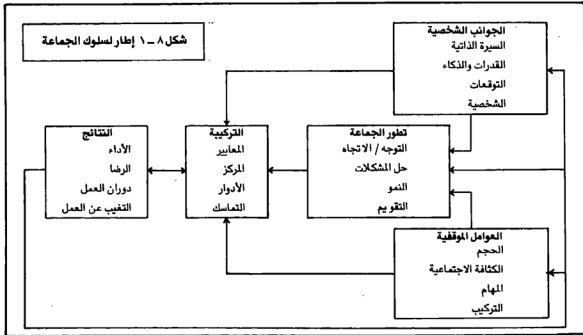 شكل ٨ – ١ إطار لسلوك الجماعة
الجوانب الشخصية
السيرة الذاتية
القدرات والذكاء
التوقعات
الشخصية
تطور الجماعة
التوجه / الاتجاه
حل المشكلات
النمو
التقويم
التركيبة
المعايير
المركز
الأدوار
التماسك
النتائج
الأداء
الرضا
دوران العمل
التغيب عن العمل
العوامل الموقفية
الحجم
الكثافة الاجتماعية
المهام
التركيب